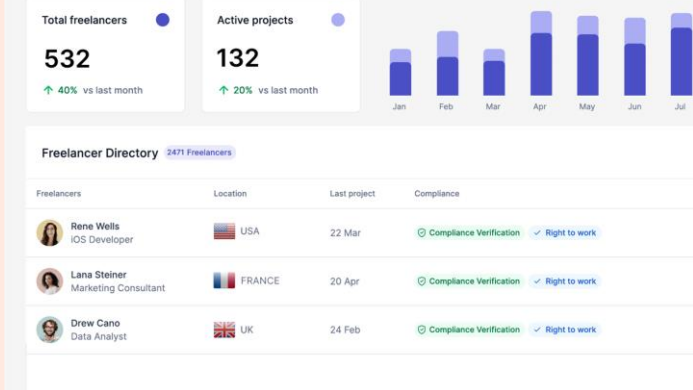 Total freelancers
532
40% vs last month
Active projects
132
20% vs last month
Jan Feb Mar Apr May Jun Jul
Freelancer Directory 2471 Freelancers
Freelancers Location Last project Compliance
Rene Wells
iOS Developer
USA
22 Mar
Compliance Verification
Right to work
Lana Steiner
Marketing Consultant
FRANCE
20 Apr
Compliance Verification
Right to work
Drew Cano
Data Analyst
UK
24 Feb
Compliance Verification
Right to work